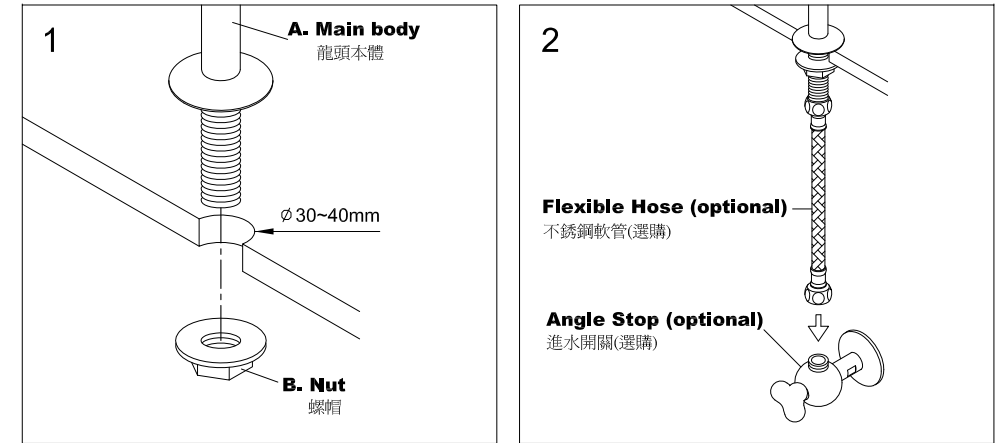 1
A. Main body
龍頭本體
Ø30~40mm
B. Nut
螺帽
2
Flexible Hose (optional)
不銹鋼軟管(選購)
Angle Stop (optional)
進水開關(選購)